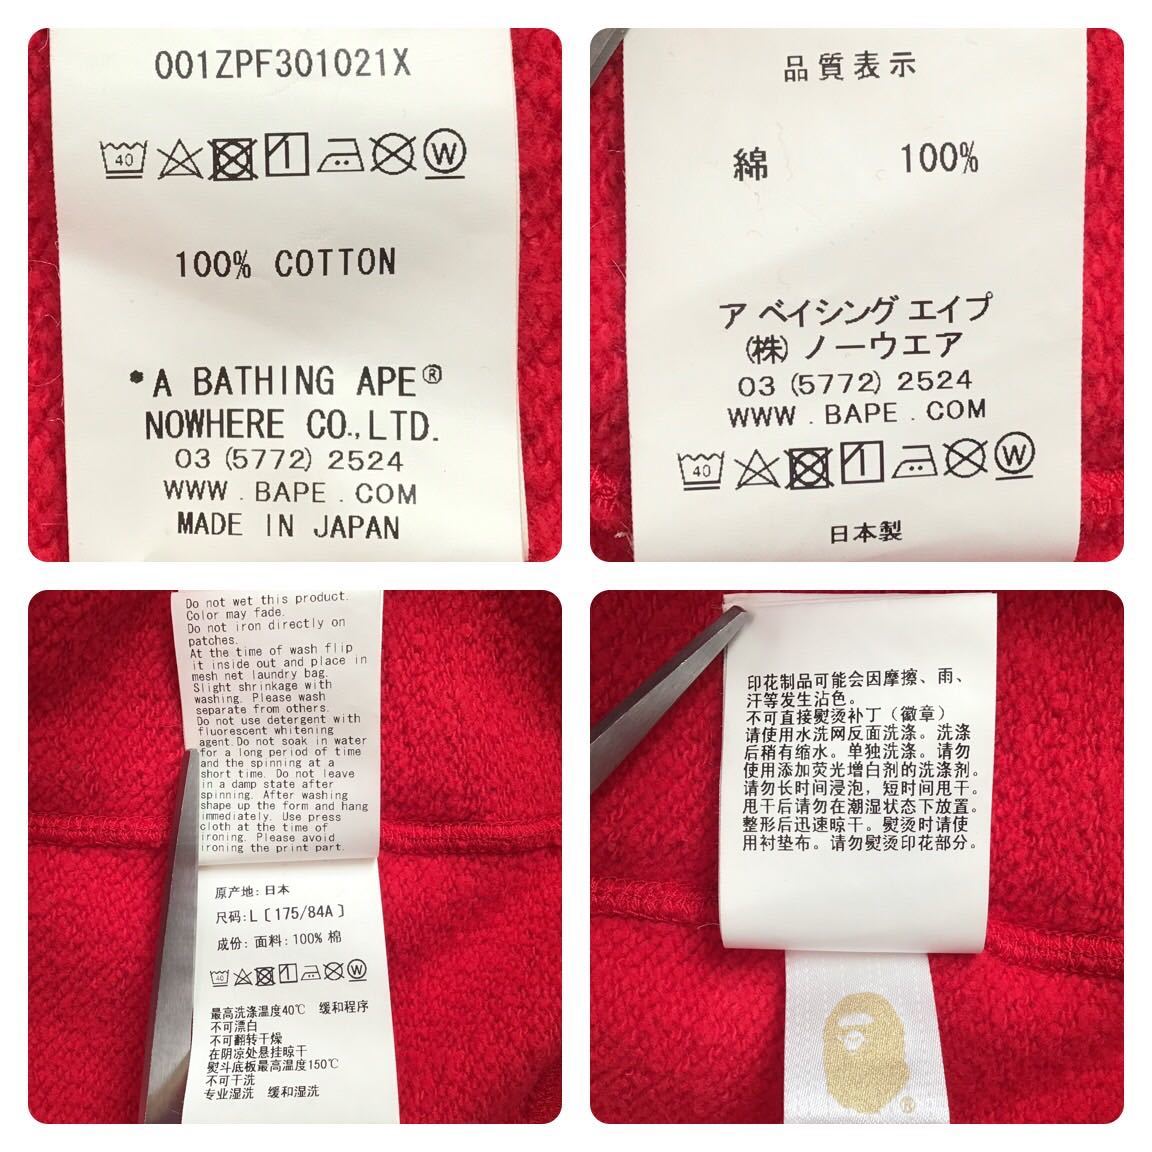 001ZPF301021X
40 W
100% COTTON
*A BATHING APE®
NOWHERE CO.,LTD.
03 (5772) 2524
WWW.BAPE.COM
MADE IN JAPAN
品質表示
綿 100%
ア ベイシング エイプ
(株) ノーウエア
03 (5772) 2524
WWW.BAPE.COM
40 W
日本製
Do not wet this product.
Color may fade.
Do not iron directly on
patches.
At the time of wash flip
it inside out and place in
mesh net laundry bag.
Slight shrinkage with
washing. Please wash
separate from others.
Do not use detergent with
fluorescent whitening
agent.Do not soak in water
for a long period of time
and the spinning at a
short time. Do not leave
in a damp state after
spinning. After washing
shape up the form and hang
immediately. Use press
cloth at the time of
ironing. Please avoid
ironing the print part.
原产地: 日本
尺码: L [175/84A]
成份: 面料: 100% 棉
40 W
最高洗涤温度40℃ 缓和程序
不可漂白
不可翻转干燥
在阴凉处悬挂晾干
熨斗底板最高温度150℃
不可干洗
专业湿洗 缓和湿洗
印花制品可能会因摩擦、雨、
汗等发生沾色。
不可直接熨烫补丁（徽章）
请使用水洗网反面洗涤。洗涤
后稍有缩水。单独洗涤。请勿
使用添加荧光增白剂的洗涤剂。
请勿长时间浸泡，短时间甩干。
甩干后请勿在潮湿状态下放置。
整形后迅速晾干。熨烫时请使
用衬垫布。请勿熨烫印花部分。
®